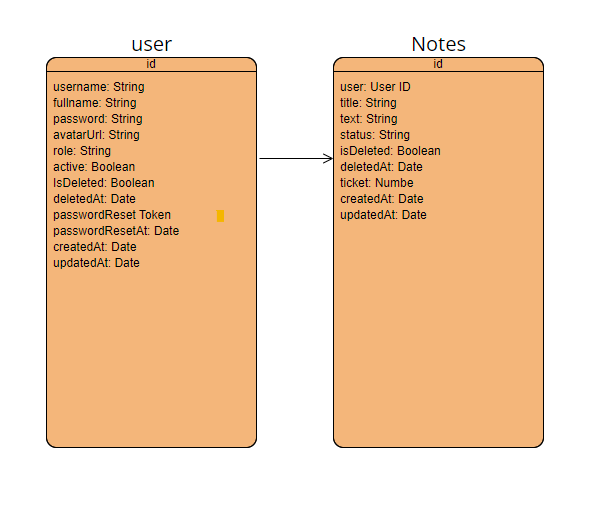 user
id
username: String
fullname: String
password: String
avatarUrl: String
role: String
active: Boolean
IsDeleted: Boolean
deletedAt: Date
passwordReset Token
passwordResetAt: Date
createdAt: Date
updatedAt: Date
Notes
id
user: User ID
title: String
text: String
status: String
isDeleted: Boolean
deletedAt: Date
ticket: Numbe
createdAt: Date
updatedAt: Date